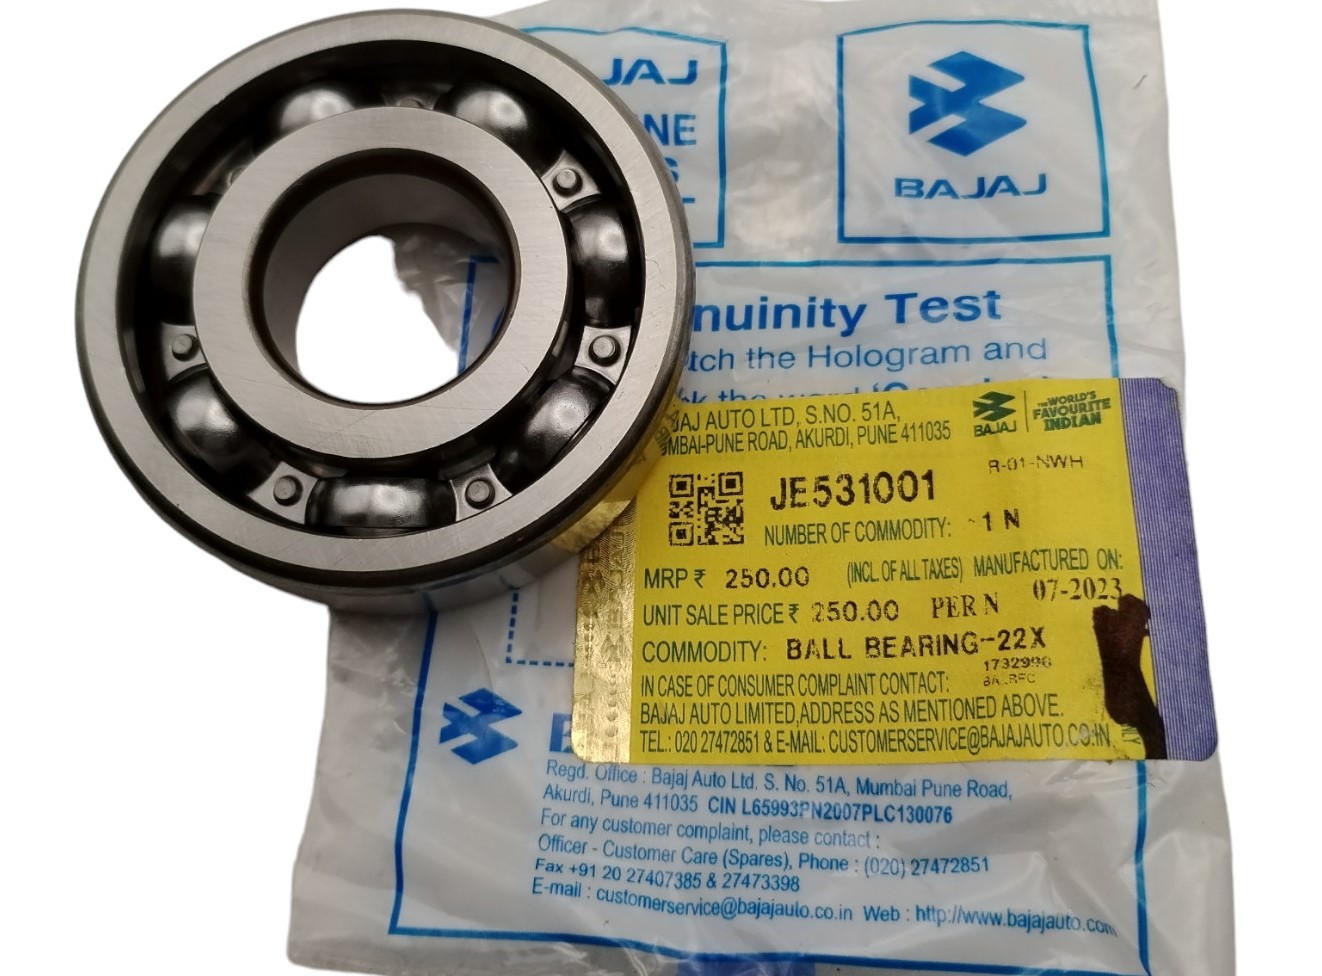 JAJ
NE
S
BAJAJ
nuinity Test
tch the Hologram and
JAJ AUTO LTD, S.NO. 51A,
MBAI-PUNE ROAD, AKURDI, PUNE 411035
BAJAJ
THE WORLD'S
FAVOURITE
INDIAN
R-01-NWH
JE531001
NUMBER OF COMMODITY: 1 N
MRP ₹ 250.00 (INCL. OF ALL TAXES) MANUFACTURED ON:
07-2023
UNIT SALE PRICE ₹ 250.00 PER N
COMMODITY: BALL BEARING-22X
IN CASE OF CONSUMER COMPLAINT CONTACT:
BAJAJ AUTO LIMITED,ADDRESS AS MENTIONED ABOVE.
TEL.: 020 27472851 & E-MAIL: CUSTOMERSERVICE@BAJAJAUTO.CO.IN
Regd. Office : Bajaj Auto Ltd. S. No. 51A, Mumbai Pune Road,
Akurdi, Pune 411035 CIN L65993PN2007PLC130076
For any customer complaint, please contact :
Officer - Customer Care (Spares), Phone : (020) 27472851
Fax +91 20 27407385 & 27473398
E-mail : customerservice@bajajauto.co.in Web : http://www.bajajauto.com